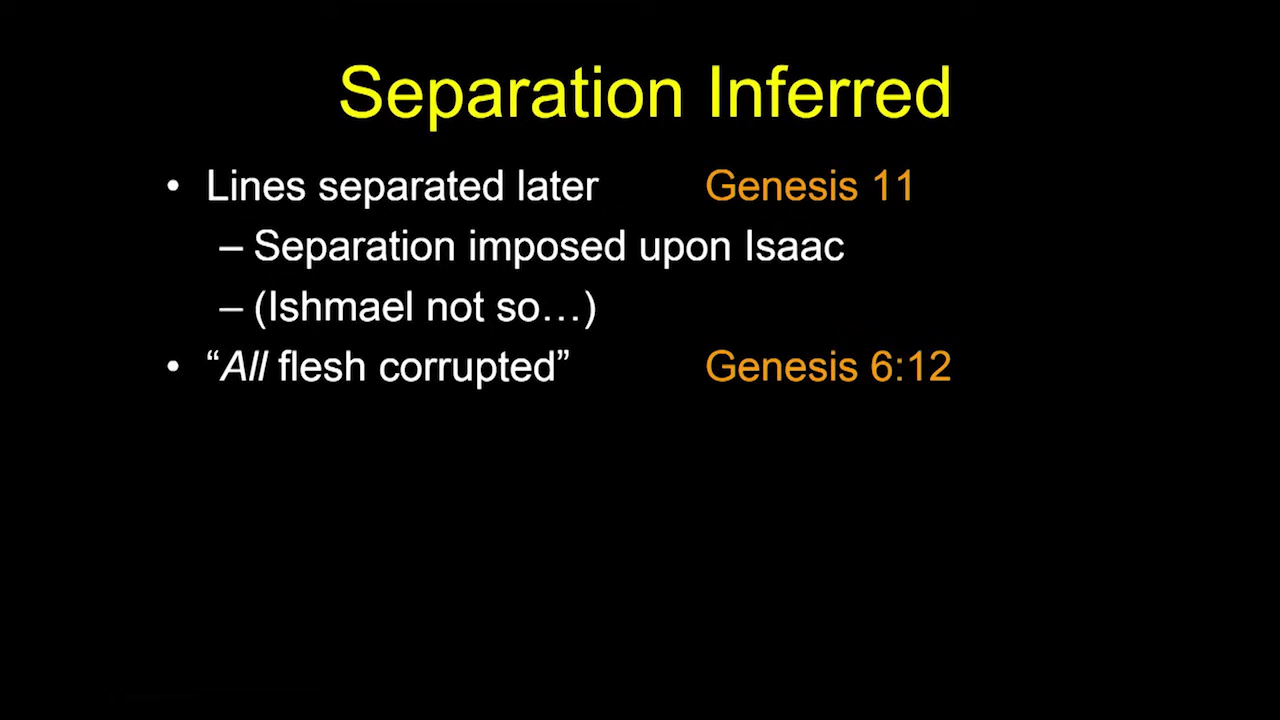 Separation Inferred
• Lines separated later Genesis 11
– Separation imposed upon Isaac
– (Ishmael not so…)
• “All flesh corrupted” Genesis 6:12